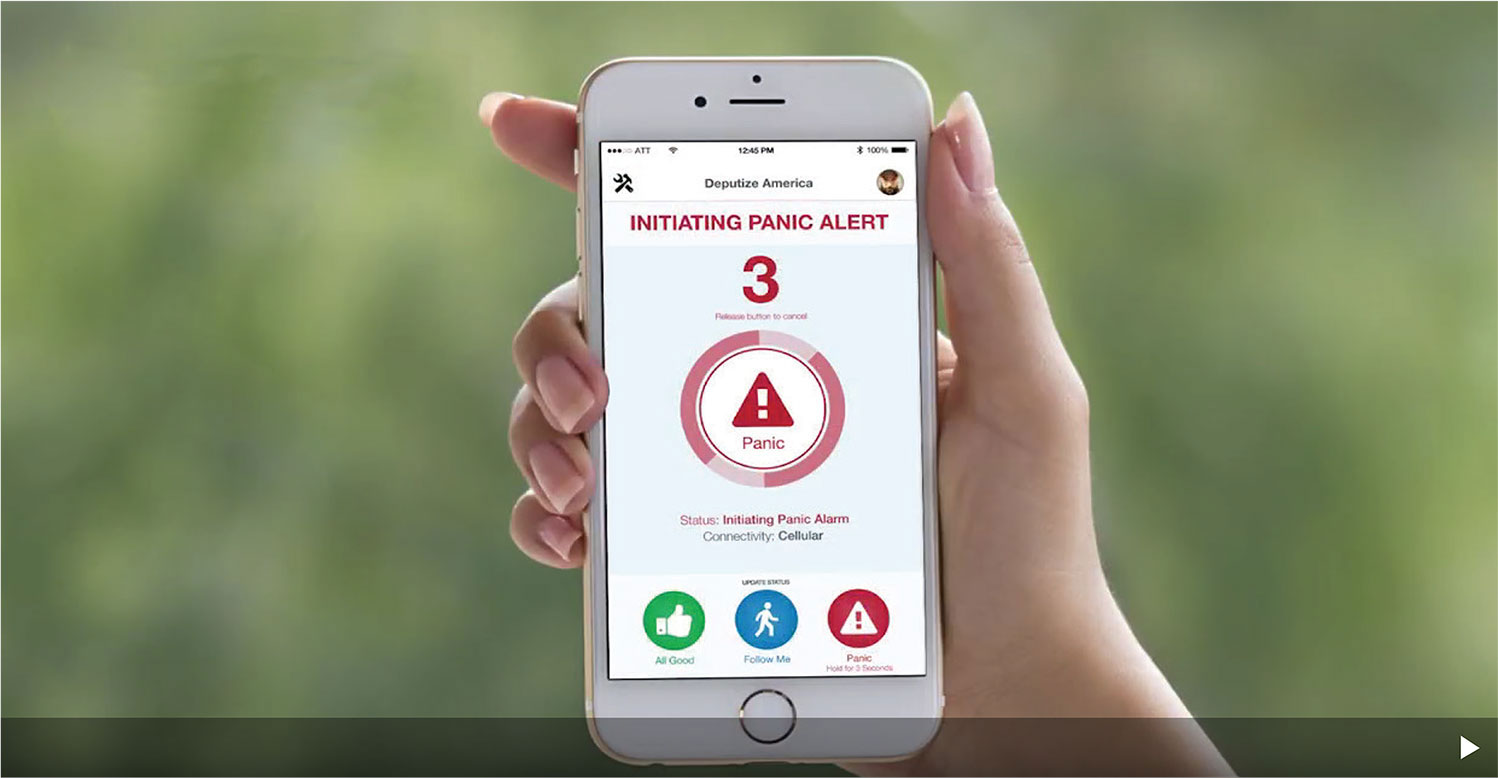 ATT 12:45 PM 100%
Deputize America
INITIATING PANIC ALERT
3
Release button to cancel
Panic
Status: Initiating Panic Alarm
Connectivity: Cellular
UPDATE STATUS
All Good Follow Me Panic
Hold for 3 Seconds